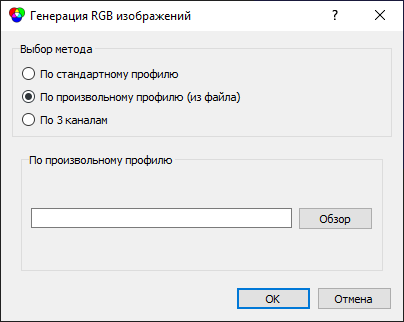 Генерация RGB изображений
?
Выбор метода
По стандартному профилю
По произвольному профилю (из файла)
По 3 каналам
По произвольному профилю
Обзор
OK
Отмена